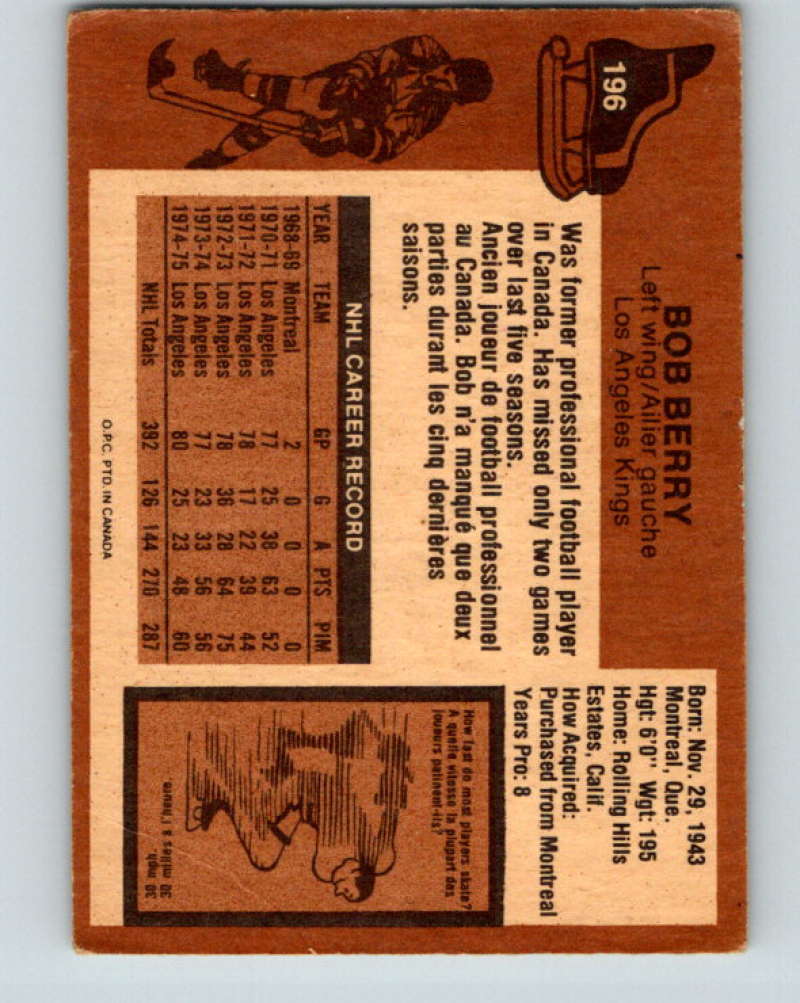 196
BOB BERRY
Left wing/Ailier gauche
Los Angeles Kings
Born: Nov. 29, 1943
Montreal, Que.
Hgt: 6'0" Wgt: 195
Home: Rolling Hills
Estates, Calif.
How Acquired:
Purchased from Montreal
Years Pro: 8
Was former professional football player
in Canada. Has missed only two games
over last five seasons.
Ancien joueur de football professionnel
au Canada. Bob n'a manqué que deux
parties durant les cinq dernières
saisons.
NHL CAREER RECORD
YEAR TEAM GP G A PTS PIM
1968-69 Montreal 2 0 0 0 0
1970-71 Los Angeles 77 25 38 63 52
1971-72 Los Angeles 78 17 22 39 44
1972-73 Los Angeles 78 36 28 64 75
1973-74 Los Angeles 77 23 33 56 56
1974-75 Los Angeles 80 25 23 48 60
NHL Totals 392 126 144 270 287
How fast do most players skate?
A quelle vitesse la plupart des
joueurs patinent-ils?
30 mph.
30 milles à l'heure.
O.P.C. PTD. IN CANADA